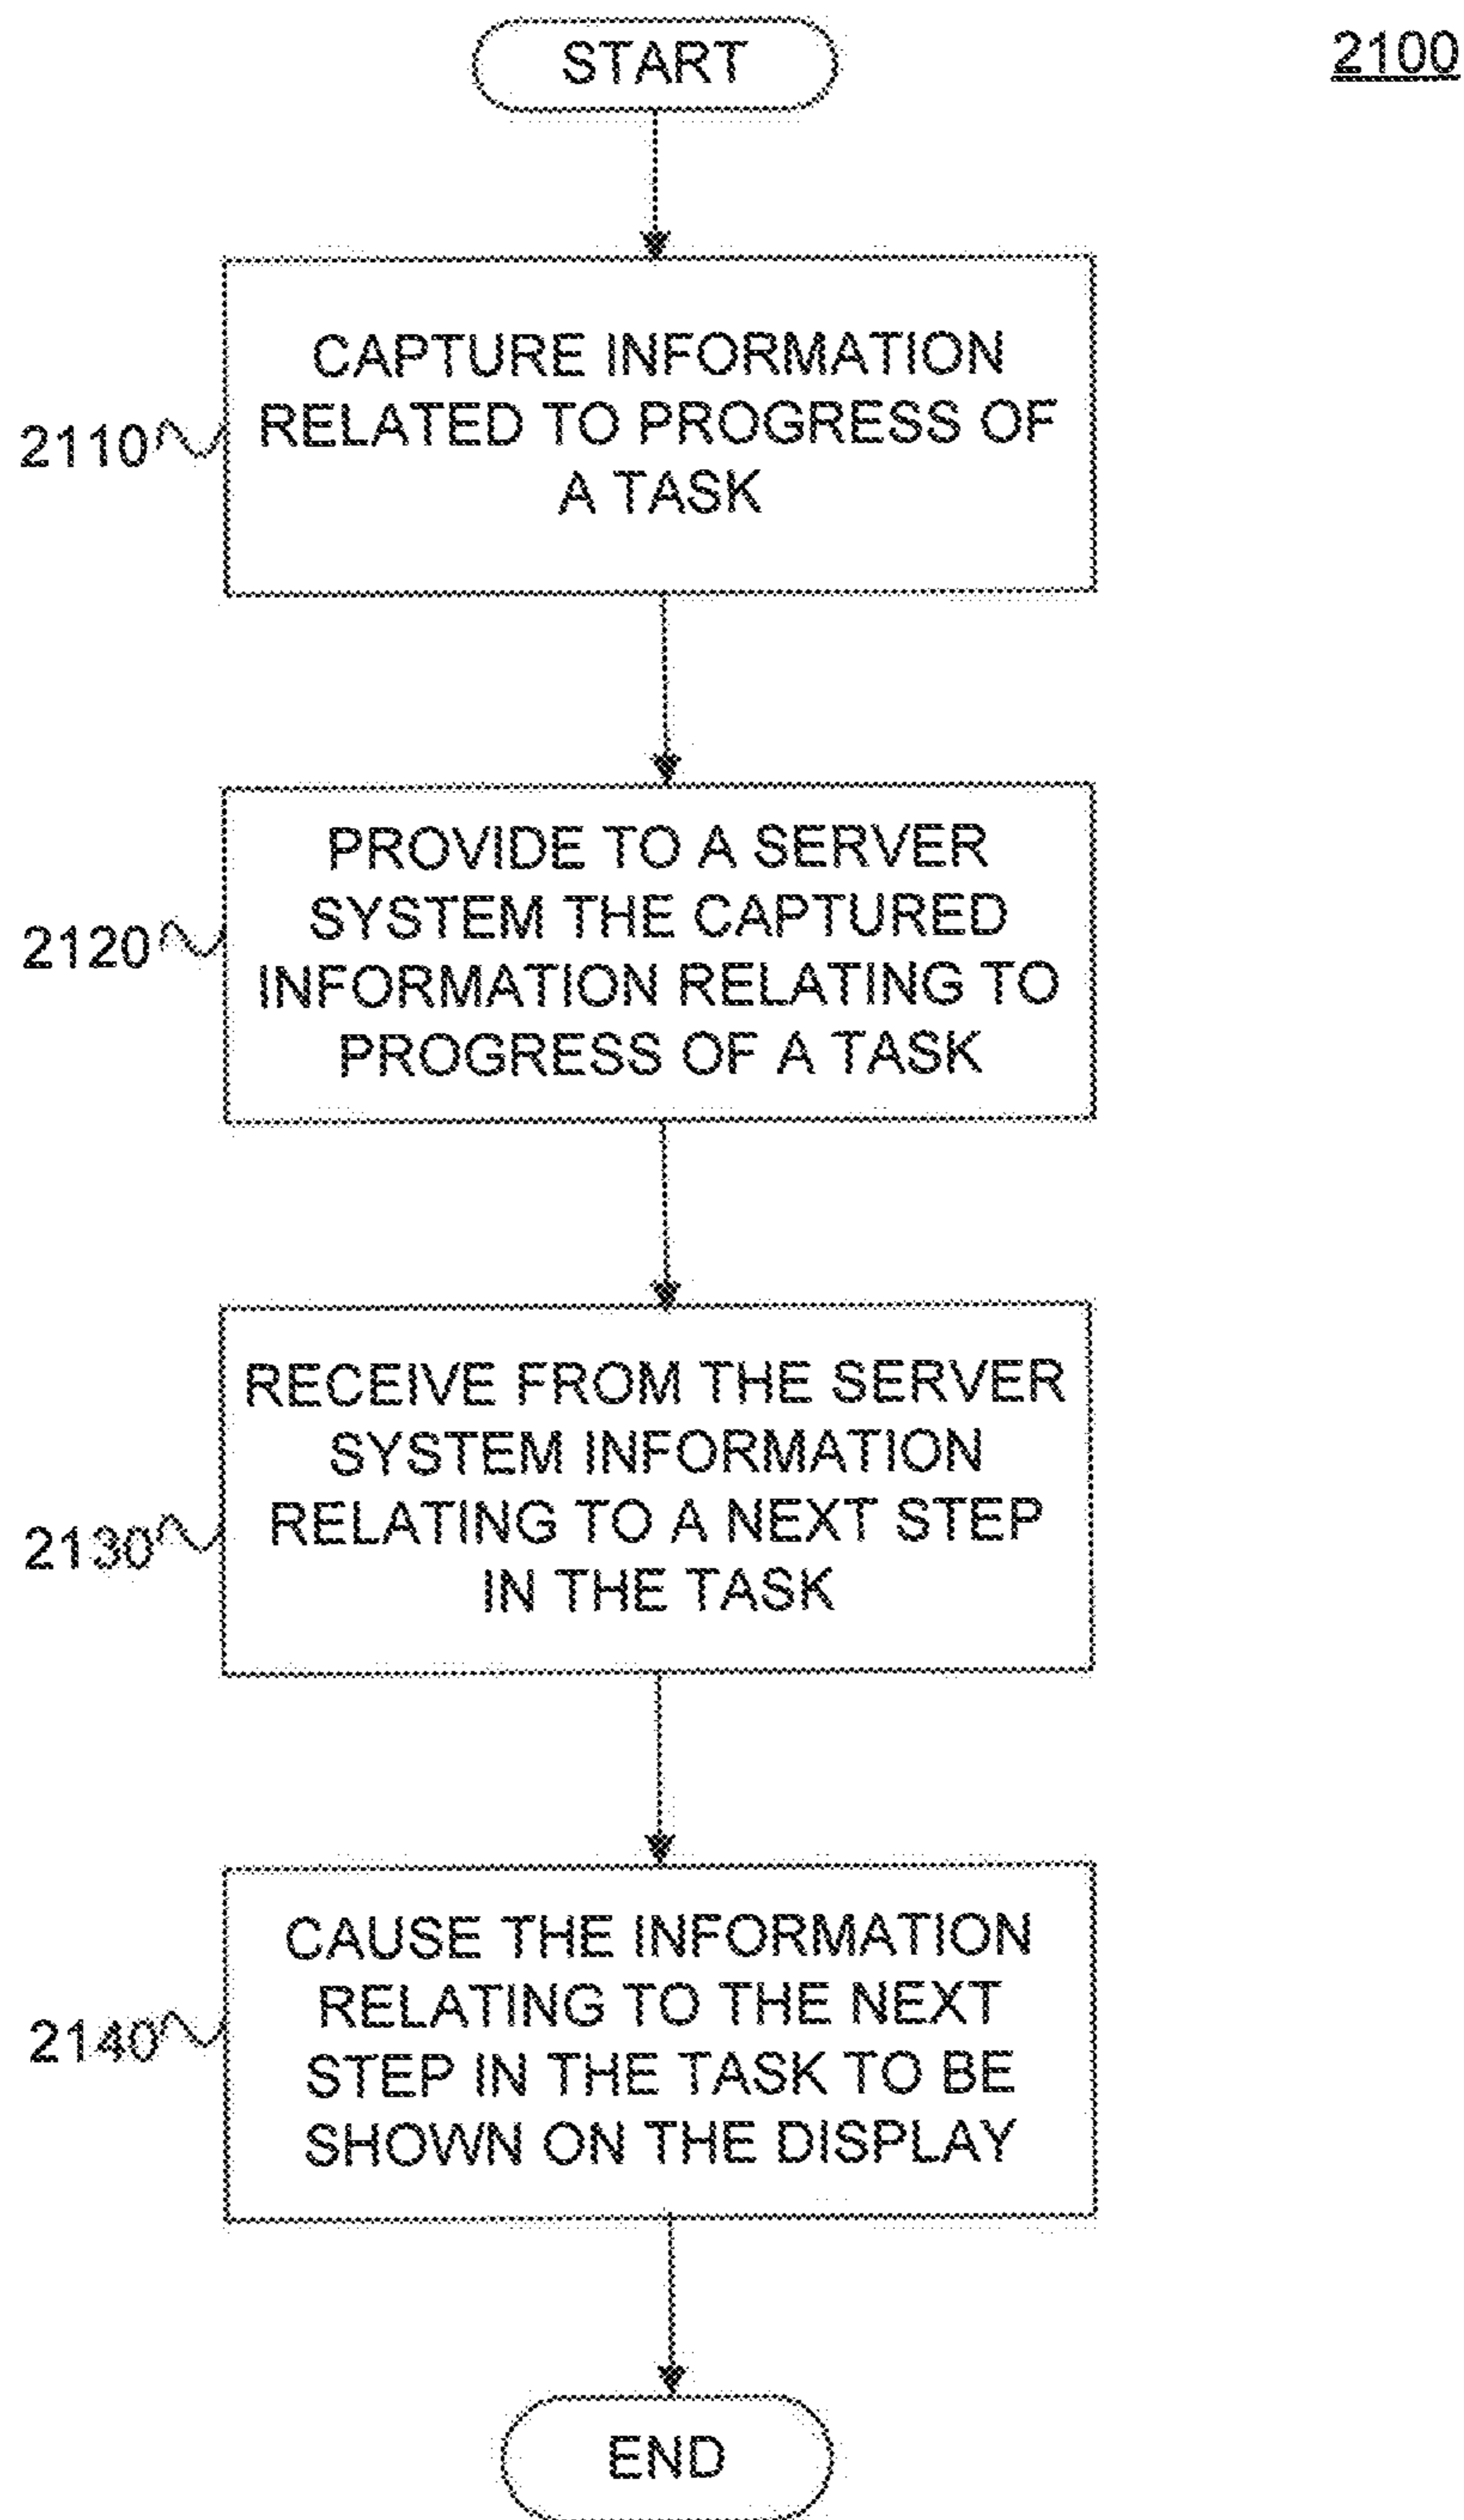 START
2100
CAPTURE INFORMATION
RELATED TO PROGRESS OF
A TASK
2110
PROVIDE TO A SERVER
SYSTEM THE CAPTURED
INFORMATION RELATING TO
PROGRESS OF A TASK
2120
RECEIVE FROM THE SERVER
SYSTEM INFORMATION
RELATING TO A NEXT STEP
IN THE TASK
2130
CAUSE THE INFORMATION
RELATING TO THE NEXT
STEP IN THE TASK TO BE
SHOWN ON THE DISPLAY
2140
END